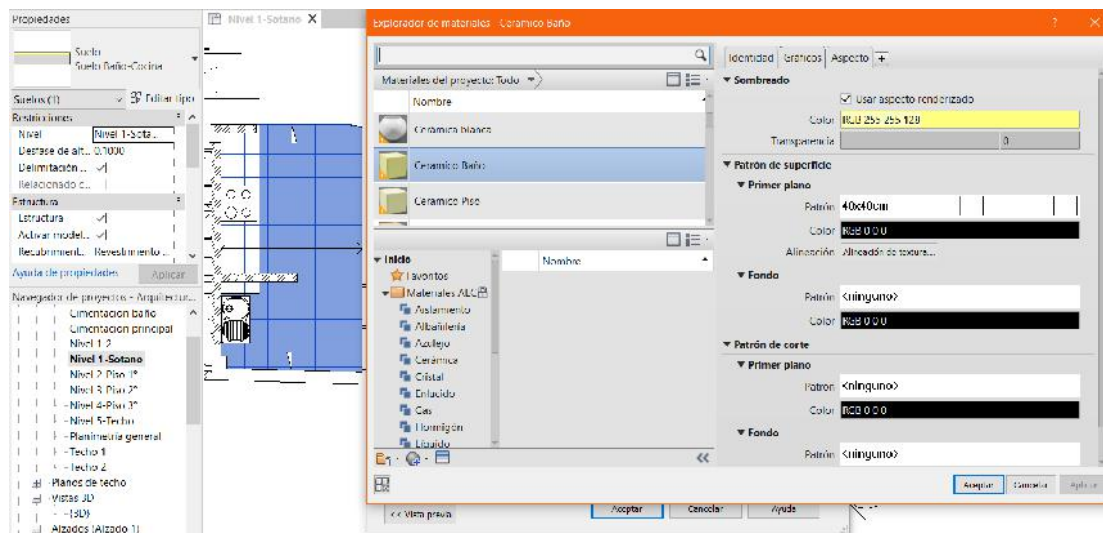 Propiedades
Suelo
Suelo Baño-Cocina
Suelos (1)
Editar tipo
Restricciones
Nivel Nivel 1-Sota...
Desfase de alt... 0.1000
Delimitación ...
Relacionado c...
Estructura
Estructura
Activar model...
Recubrimient... Revestimiento ...
Ayuda de propiedades Aplicar
Navegador de proyectos - Arquitectur...
Cimentacion baño
Cimentacion principal
Nivel 1-2
Nivel 1-Sotano
Nivel 2-Piso 1°
Nivel 3-Piso 2°
Nivel 4-Piso 3°
Nivel 5-Techo
Planimetria general
Techo 1
Techo 2
Planos de techo
Vistas 3D
{3D}
Alzados (Alzado 1)
Nivel 1-Sotano X
Explorador de materiales - Ceramico Baño
? X
Materiales del proyecto: Todo
Nombre
Ceramica blanca
Ceramico Baño
Ceramico Piso
Inicio
Favoritos
Materiales AEC
Aislamiento
Albañilería
Azulejo
Cerámica
Cristal
Enlucido
Gas
Hormigón
Líquido
Nombre
Identidad Gráficos Aspecto +
Sombreado
Usar aspecto renderizado
Color RGB 255 255 128
Transparencia 0
Patrón de superficie
Primer plano
Patrón 40x40cm
Color RGB 0 0 0
Alineación Alineación de textura...
Fondo
Patrón <ninguno>
Color RGB 0 0 0
Patrón de corte
Primer plano
Patrón <ninguno>
Color RGB 0 0 0
Fondo
Patrón <ninguno>
Aceptar Cancelar Aplicar
<< Vista previa Aceptar Cancelar Ayuda